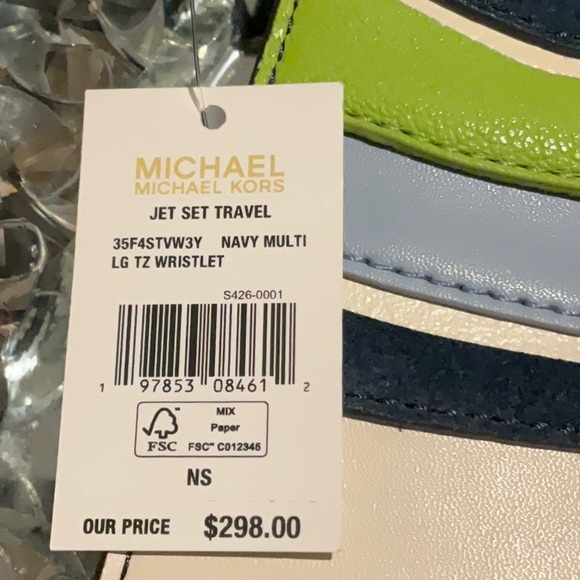 MICHAEL
MICHAEL KORS
JET SET TRAVEL
35F4STVW3Y NAVY MULTI
LG TZ WRISTLET
S426-0001
1 97853 08461 2
MIX
Paper
FSC FSC™ C012345
NS
OUR PRICE $298.00